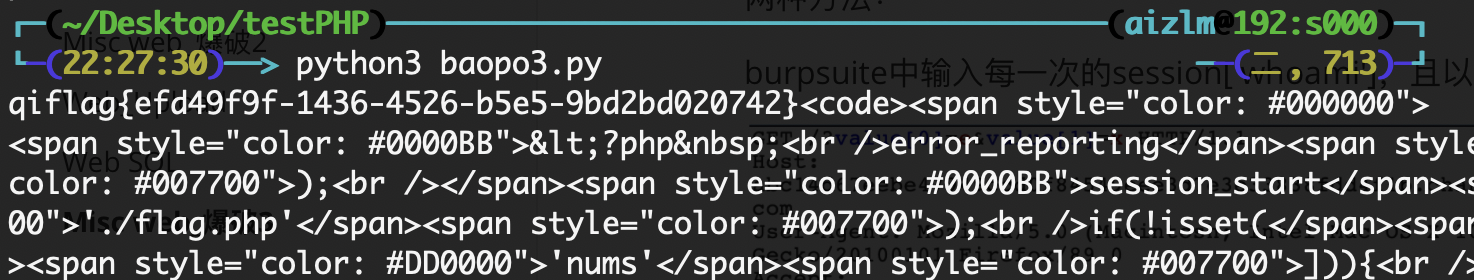 (~/Desktop/testPHP) (aizlm@192:s000)
(22:27:30)—> python3 baopo3.py (一, 713)
qiflag{efd49f9f-1436-4526-b5e5-9bd2bd020742}<code><span style="color: #000000">
<span style="color: #0000BB">&lt;?php&nbsp;<br />error_reporting</span><span style
color: #007700">);<br /></span><span style="color: #0000BB">session_start</span><s
00">'./flag.php'</span><span style="color: #007700">);<br />if(!isset(</span><span
><span style="color: #DD0000">'nums'</span><span style="color: #007700">])){<br />